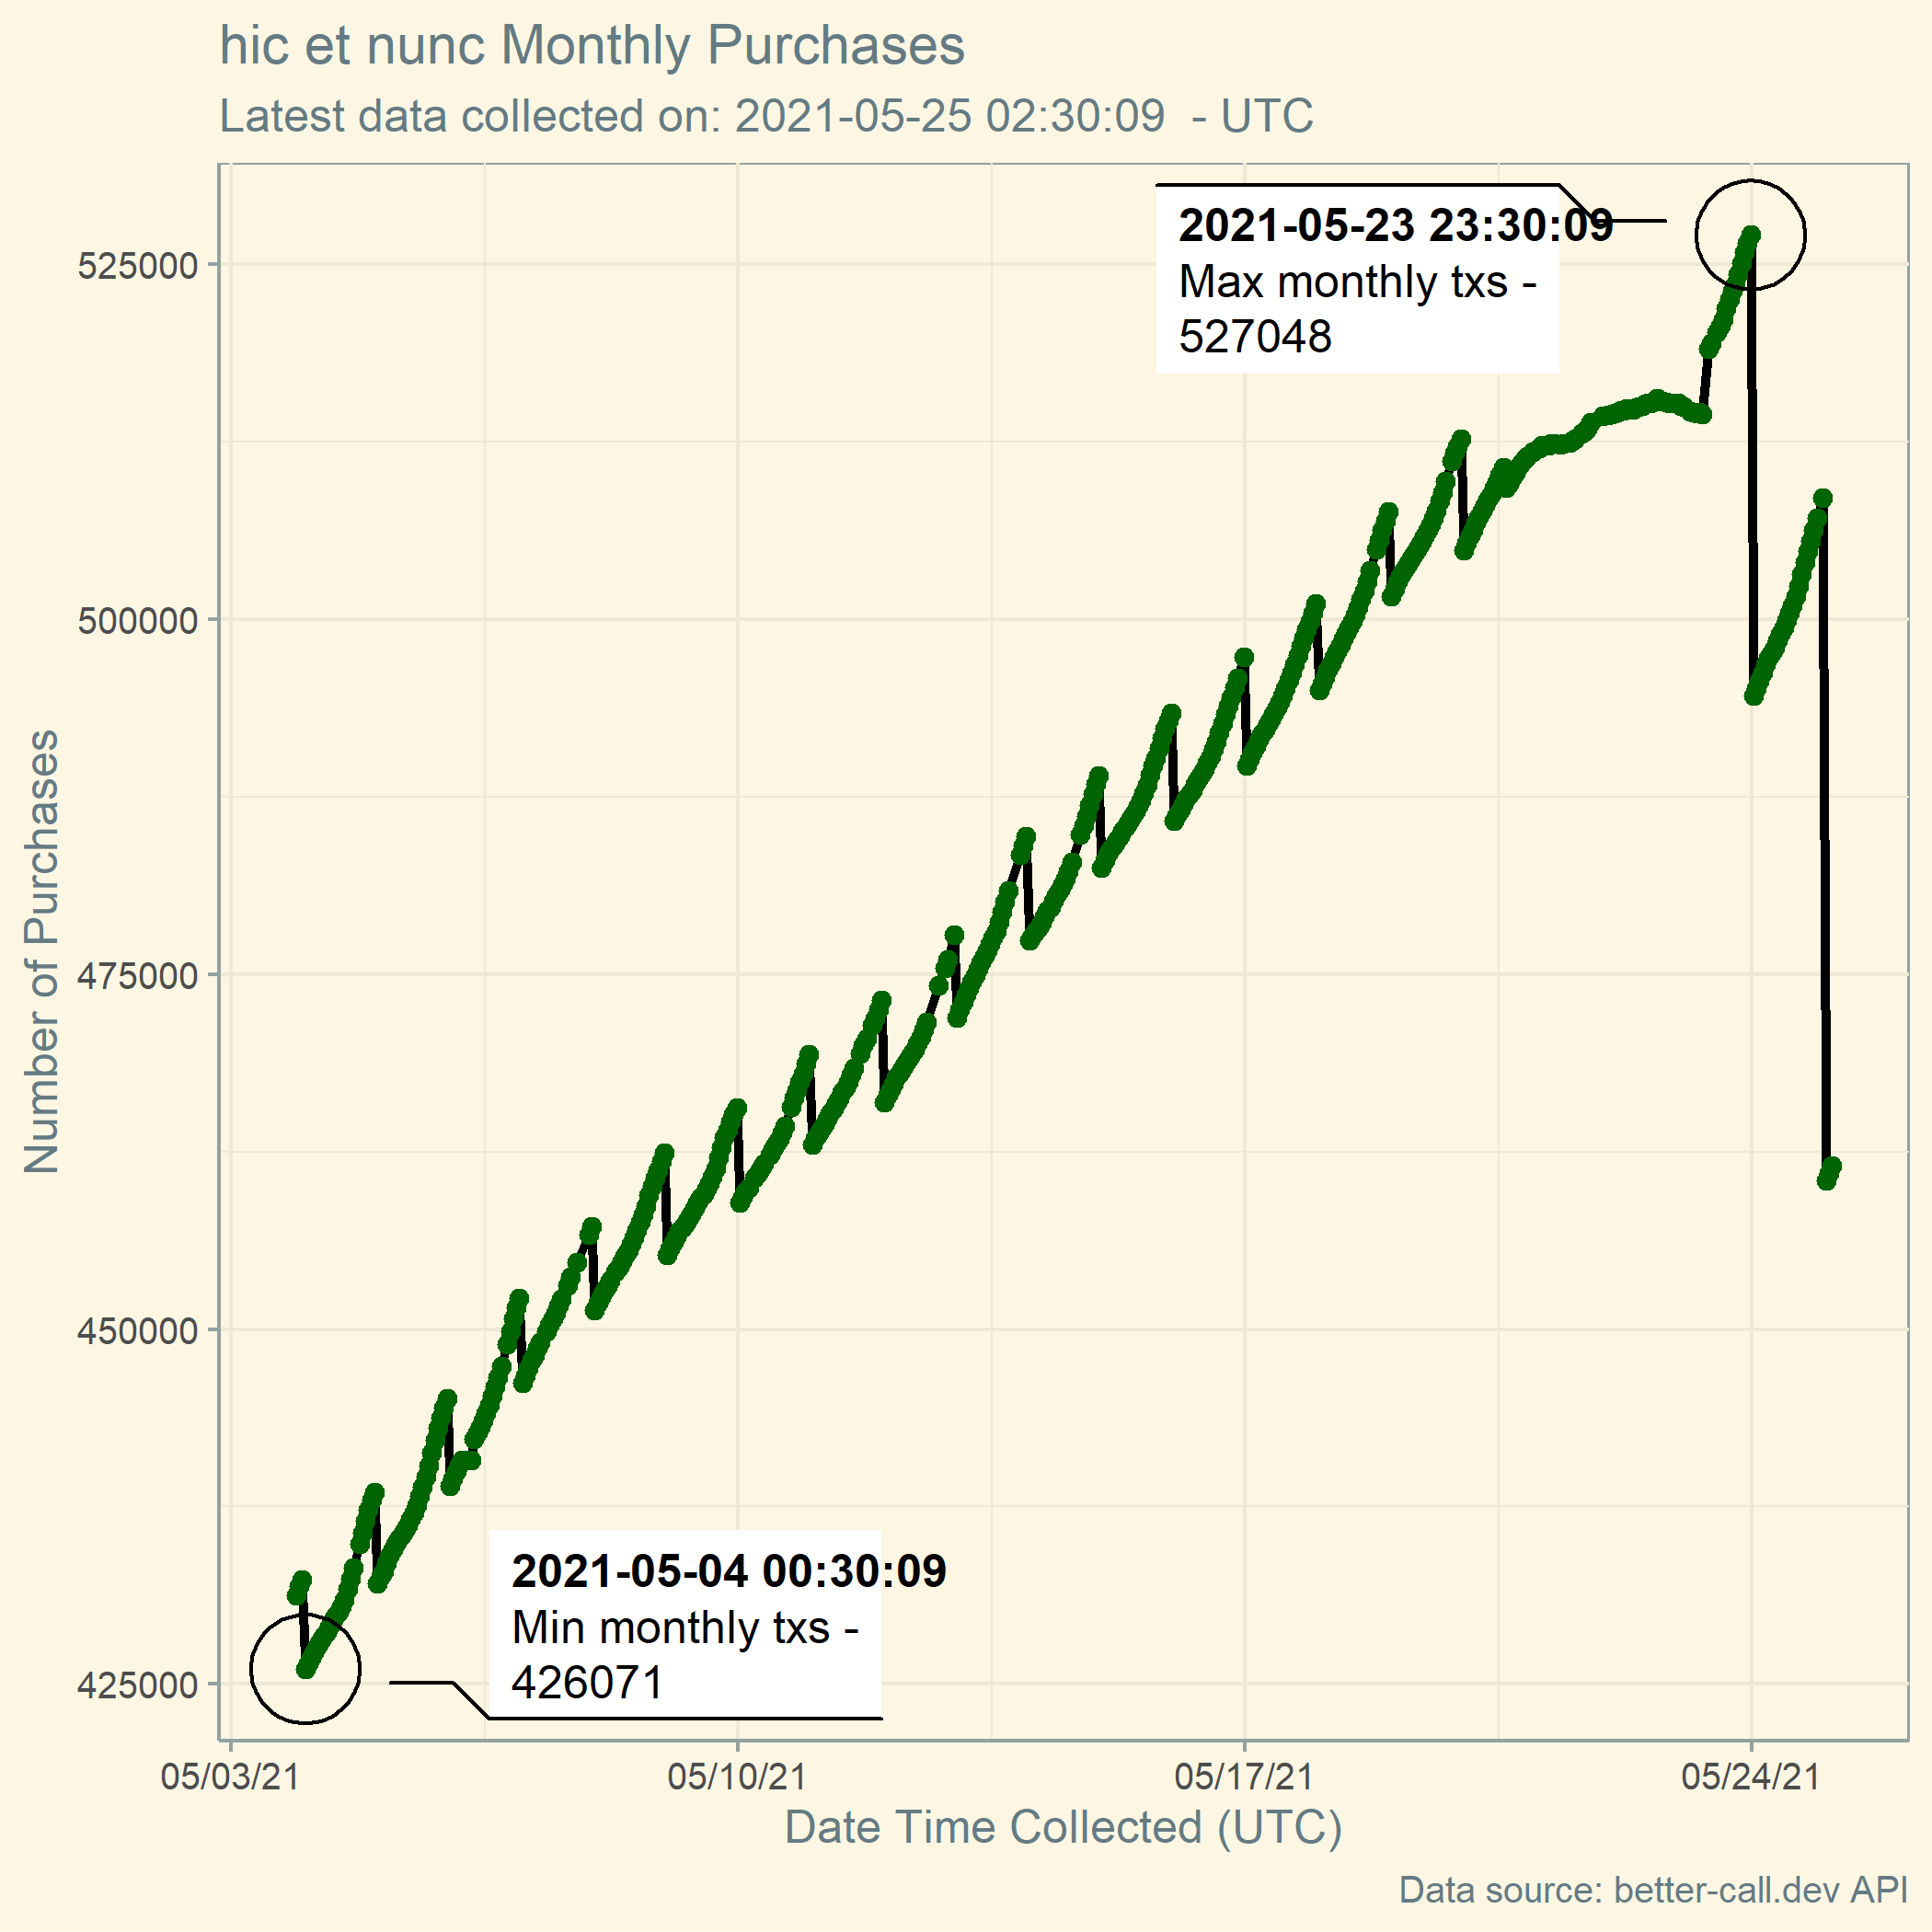 hic et nunc Monthly Purchases
Latest data collected on: 2021-05-25 02:30:09  - UTC
2021-05-23 23:30:09
Max monthly txs -
527048
525000
500000
475000
450000
425000
Number of Purchases
2021-05-04 00:30:09
Min monthly txs -
426071
05/03/21
05/10/21
05/17/21
05/24/21
Date Time Collected (UTC)
Data source: better-call.dev API